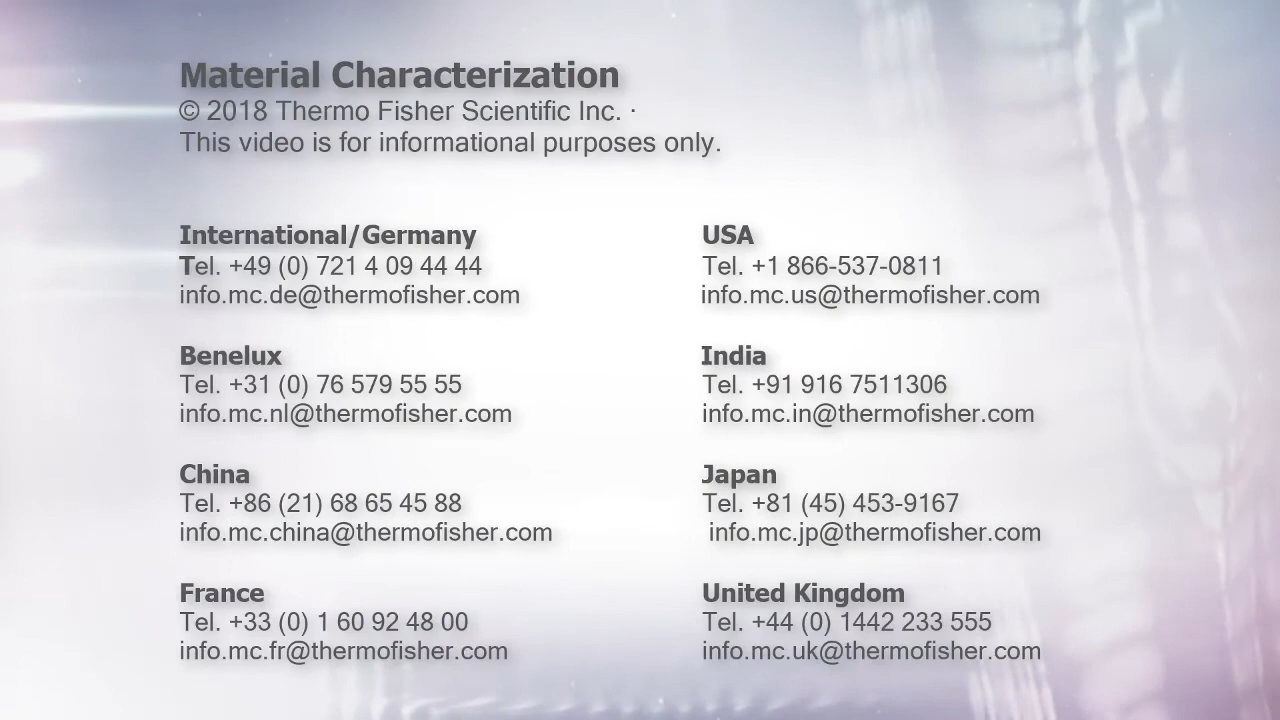 Material Characterization
© 2018 Thermo Fisher Scientific Inc. ·
This video is for informational purposes only.
International/Germany
Tel. +49 (0) 721 4 09 44 44
info.mc.de@thermofisher.com
Benelux
Tel. +31 (0) 76 579 55 55
info.mc.nl@thermofisher.com
China
Tel. +86 (21) 68 65 45 88
info.mc.china@thermofisher.com
France
Tel. +33 (0) 1 60 92 48 00
info.mc.fr@thermofisher.com
USA
Tel. +1 866-537-0811
info.mc.us@thermofisher.com
India
Tel. +91 916 7511306
info.mc.in@thermofisher.com
Japan
Tel. +81 (45) 453-9167
info.mc.jp@thermofisher.com
United Kingdom
Tel. +44 (0) 1442 233 555
info.mc.uk@thermofisher.com